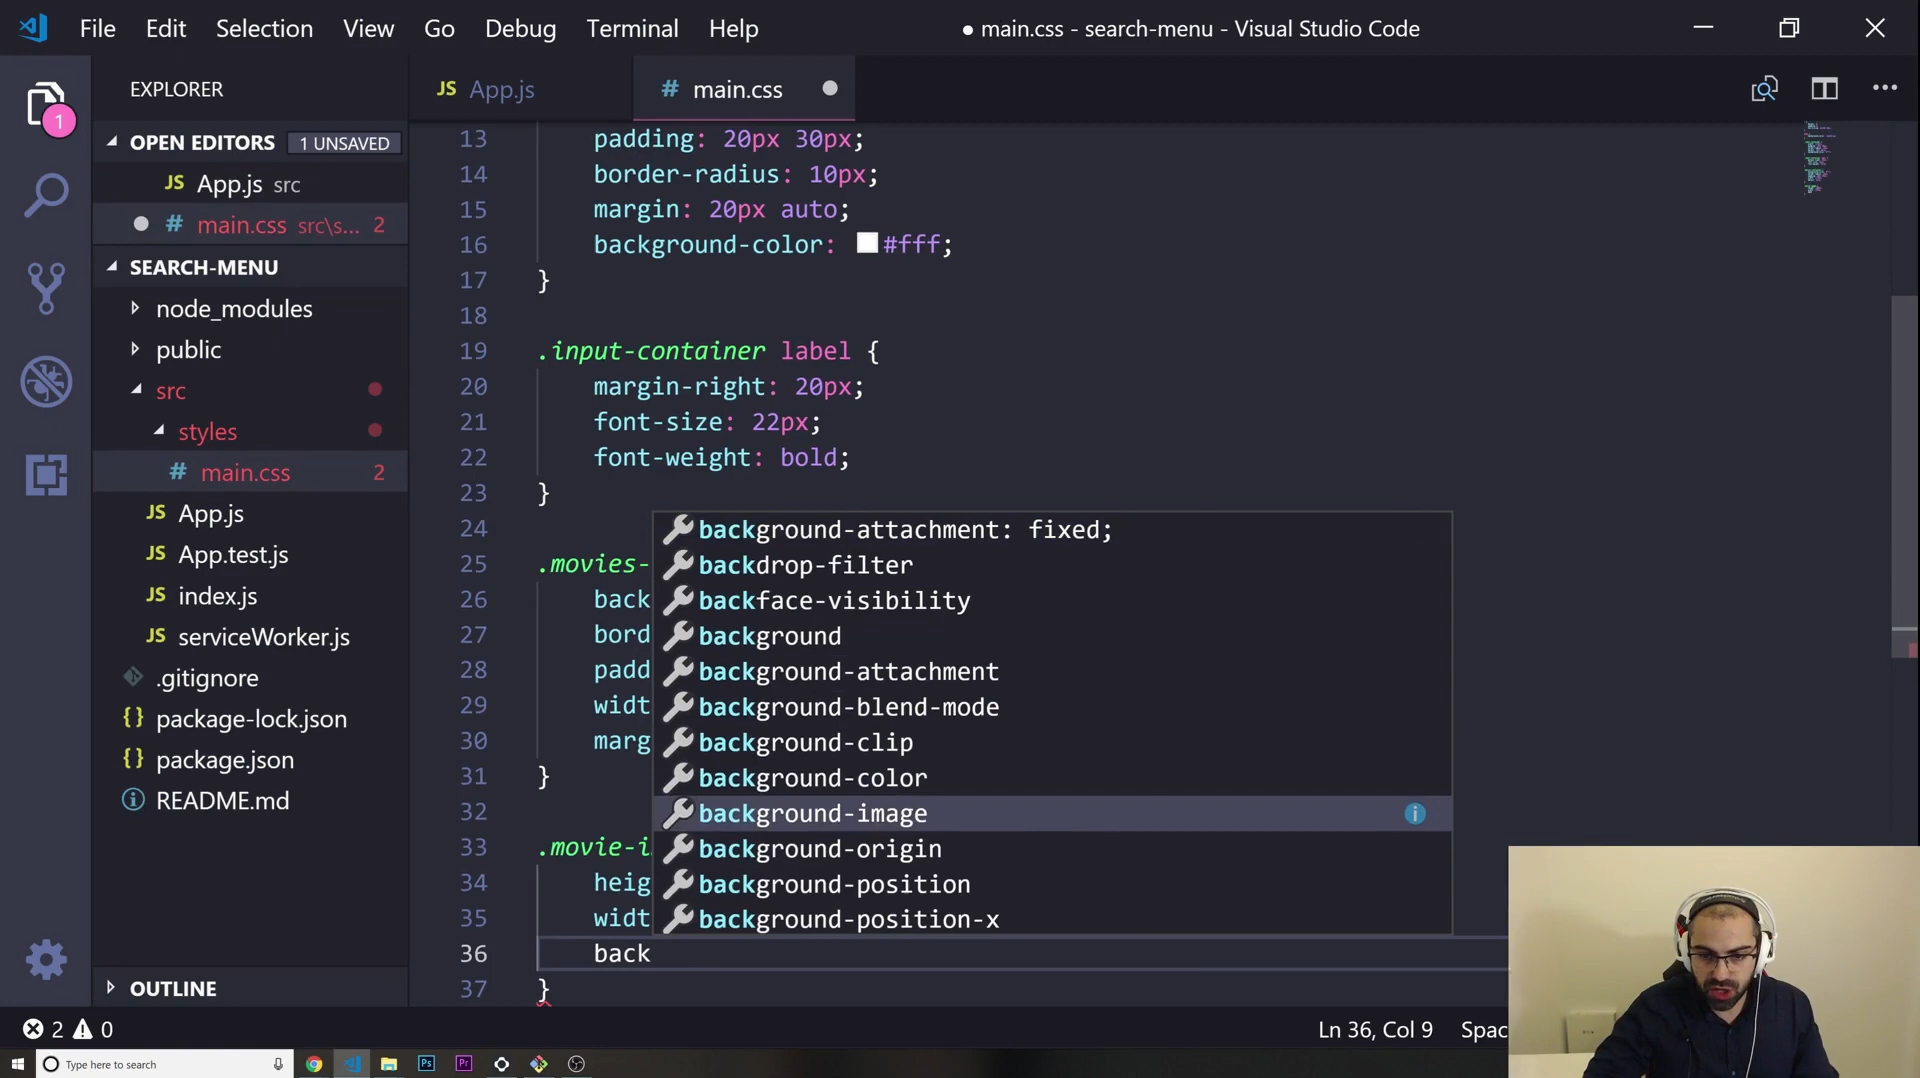 File Edit Selection View Go Debug Terminal Help
● main.css - search-menu - Visual Studio Code
EXPLORER
JS App.js
# main.css
1
OPEN EDITORS 1 UNSAVED
JS App.js src
# main.css src\s... 2
SEARCH-MENU
node_modules
public
src
styles
# main.css 2
JS App.js
JS App.test.js
JS index.js
JS serviceWorker.js
.gitignore
{} package-lock.json
{} package.json
README.md
OUTLINE
13 padding: 20px 30px;
14 border-radius: 10px;
15 margin: 20px auto;
16 background-color: #fff;
17 }
18
19 .input-container label {
20 margin-right: 20px;
21 font-size: 22px;
22 font-weight: bold;
23 }
24
25 .movies-
26 back
27 bord
28 padd
29 widt
30 marg
31 }
32
33 .movie-i
34 heig
35 widt
36 back
37 }
background-attachment: fixed;
backdrop-filter
backface-visibility
background
background-attachment
background-blend-mode
background-clip
background-color
background-image
background-origin
background-position
background-position-x
2 0
Ln 36, Col 9 Spac
Type here to search
Ps
Pr